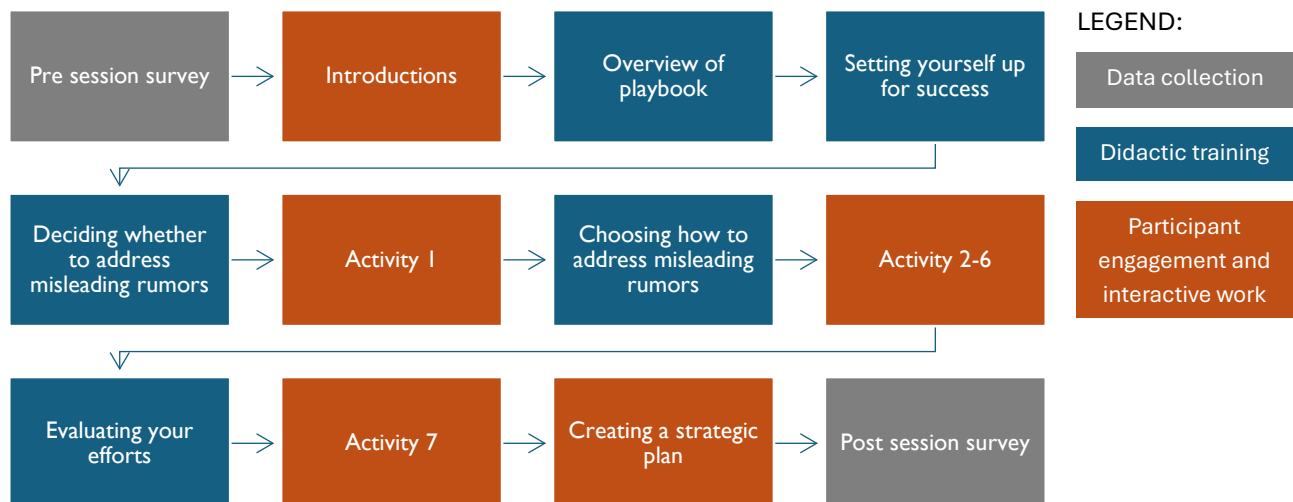 LEGEND:
Pre session survey
Introductions
Overview of
playbook
Setting yourself up
for success
Data collection
Didactic training
Deciding whether
to address
misleading rumors
Activity 1
Choosing how to
address misleading
rumors
Activity 2-6
Participant
engagement and
interactive work
Evaluating your
efforts
Activity 7
Creating a strategic
plan
Post session survey